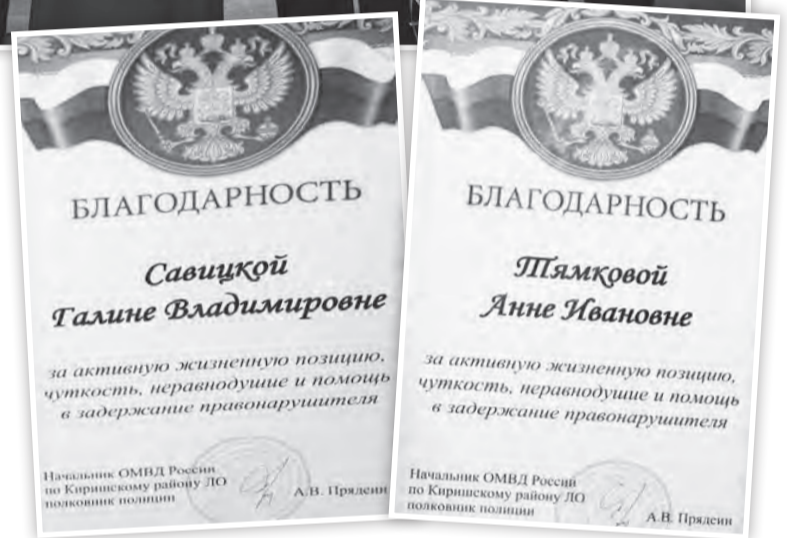 БЛАГОДАРНОСТЬ
Савицкой
Галине Владимировне
за активную жизненную позицию,
чуткость, неравнодушие и помощь
в задержание правонарушителя
Начальник ОМВД России
по Киришскому району ЛО
полковник полиции
А.В. Прядеин
БЛАГОДАРНОСТЬ
Тямковой
Анне Ивановне
за активную жизненную позицию,
чуткость, неравнодушие и помощь
в задержание правонарушителя
Начальник ОМВД России
по Киришскому району ЛО
полковник полиции
А.В. Прядеин